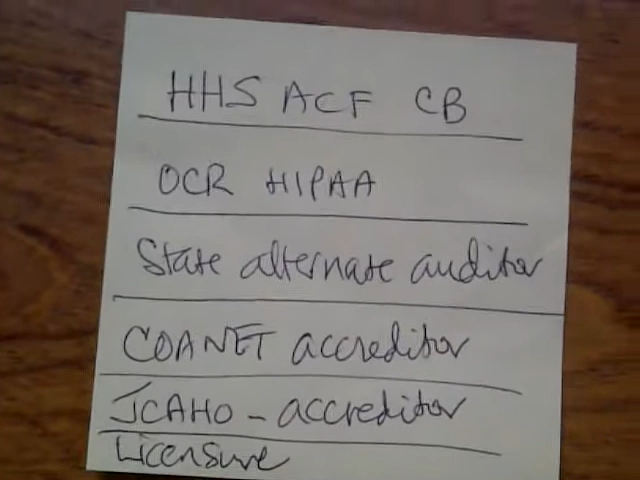 HHS ACF CB
OCR HIPAA
State alternate auditor
COANET accreditor
JCAHO - accreditor
Licensure